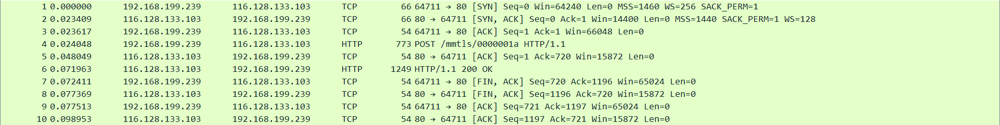 1 0.000000 192.168.199.239 116.128.133.103 TCP 66 64711 → 80 [SYN] Seq=0 Win=64240 Len=0 MSS=1460 WS=256 SACK_PERM=1
2 0.023409 116.128.133.103 192.168.199.239 TCP 66 80 → 64711 [SYN, ACK] Seq=0 Ack=1 Win=14400 Len=0 MSS=1440 SACK_PERM=1 WS=128
3 0.023617 192.168.199.239 116.128.133.103 TCP 54 64711 → 80 [ACK] Seq=1 Ack=1 Win=66048 Len=0
4 0.024048 192.168.199.239 116.128.133.103 HTTP 773 POST /mmtls/0000001a HTTP/1.1
5 0.048049 116.128.133.103 192.168.199.239 TCP 54 80 → 64711 [ACK] Seq=1 Ack=720 Win=15872 Len=0
6 0.071963 116.128.133.103 192.168.199.239 HTTP 1249 HTTP/1.1 200 OK
7 0.072411 192.168.199.239 116.128.133.103 TCP 54 64711 → 80 [FIN, ACK] Seq=720 Ack=1196 Win=65024 Len=0
8 0.077369 116.128.133.103 192.168.199.239 TCP 54 80 → 64711 [FIN, ACK] Seq=1196 Ack=720 Win=15872 Len=0
9 0.077513 192.168.199.239 116.128.133.103 TCP 54 64711 → 80 [ACK] Seq=721 Ack=1197 Win=65024 Len=0
10 0.098953 116.128.133.103 192.168.199.239 TCP 54 80 → 64711 [ACK] Seq=1197 Ack=721 Win=15872 Len=0